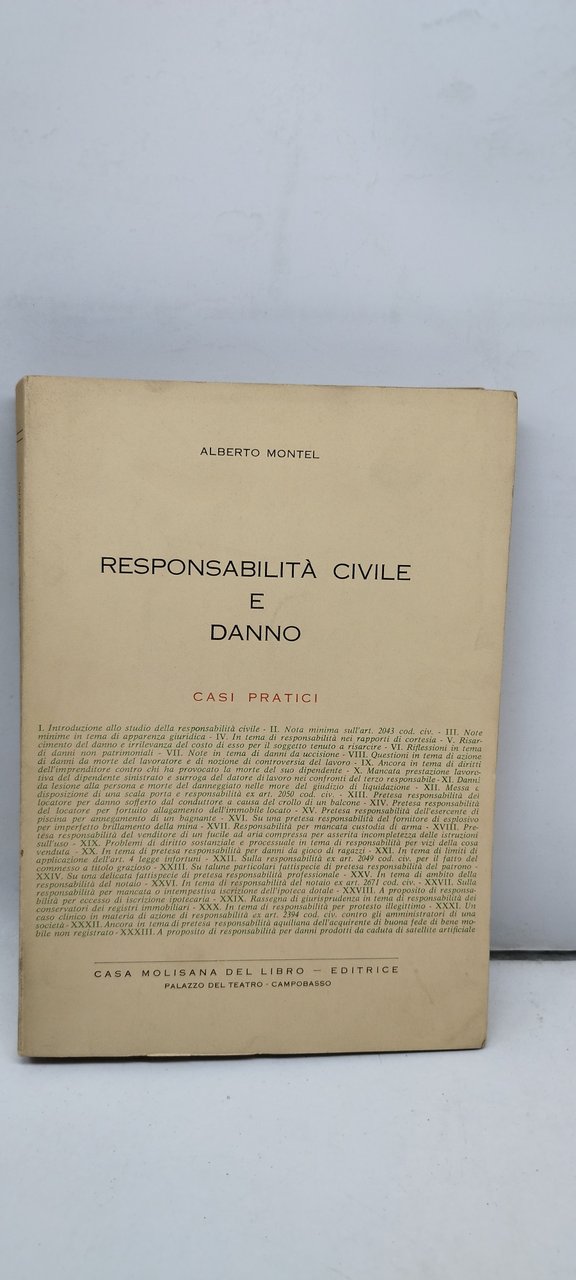 ALBERTO MONTEL
RESPONSABILITÀ CIVILE
E
DANNO
CASI PRATICI
I. Introduzione allo studio della responsabilità civile - II. Nota minima sull'art. 2043 cod. civ. - III. Note
minime in tema di apparenza giuridica - IV. In tema di responsabilità nei rapporti di cortesia - V. Risar-
cimento del danno e irrilevanza del costo di esso per il soggetto tenuto a risarcire - VI. Riflessioni in tema
di danni non patrimoniali - VII. Note in tema di danni da uccisione - VIII. Questioni in tema di azione
di danni da morte del lavoratore e di nozione di controversia del lavoro - IX. Ancora in tema di diritti
dell'imprenditore contro chi ha provocato la morte del suo dipendente - X. Mancata prestazione lavora-
tiva del dipendente sinistrato e surroga del datore di lavoro nei confronti del terzo responsabile - XI. Danni
da lesione alla persona e morte del danneggiato nelle more del giudizio di liquidazione - XII. Messa a
disposizione di una scala porta e responsabilità ex art. 2050 cod. civ. - XIII. Pretesa responsabilità del
locatore per danno sofferto dal conduttore a causa del crollo di un balcone - XIV. Pretesa responsabilità
del locatore per fortuito allagamento dell'immobile locato - XV. Pretesa responsabilità dell'esercente di
piscina per annegamento di un bagnante - XVI. Su una pretesa responsabilità del fornitore di esplosivo
per imperfetto brillamento della mina - XVII. Responsabilità per mancata custodia di arma - XVIII. Pre-
tesa responsabilità del venditore di un fucile ad aria compressa per asserita incompletezza delle istruzioni
sull'uso - XIX. Problemi di diritto sostanziale e processuale in tema di responsabilità per vizi della cosa
venduta - XX. In tema di pretesa responsabilità per danni da gioco di ragazzi - XXI. In tema di limiti di
applicazione dell'art. 4 legge infortuni - XXII. Sulla responsabilità ex art. 2049 cod. civ. per il fatto del
commesso a titolo grazioso - XXIII. Su talune particolari fattispecie di pretesa responsabilità del patrono -
XXIV. Su una delicata fattispecie di pretesa responsabilità professionale - XXV. In tema di ambito della
responsabilità del notaio - XXVI. In tema di responsabilità del notaio ex art. 2671 cod. civ. - XXVII. Sulla
responsabilità per mancata o intempestiva iscrizione dell'ipoteca dotale - XXVIII. A proposito di responsa-
bilità per eccesso di iscrizione ipotecaria - XXIX. Rassegna di giurisprudenza in tema di responsabilità dei
conservatori dei registri immobiliari - XXX. In tema di responsabilità per protesto illegittimo - XXXI. Un
caso clinico in materia di azione di responsabilità ex art. 2394 cod. civ. contro gli amministratori di una
società - XXXII. Ancora in tema di pretesa responsabilità aquiliana dell'acquirente di buona fede di bene mo-
bile non registrato - XXXIII. A proposito di responsabilità per danni prodotti da caduta di satellite artificiale
CASA MOLISANA DEL LIBRO — EDITRICE
PALAZZO DEL TEATRO - CAMPOBASSO